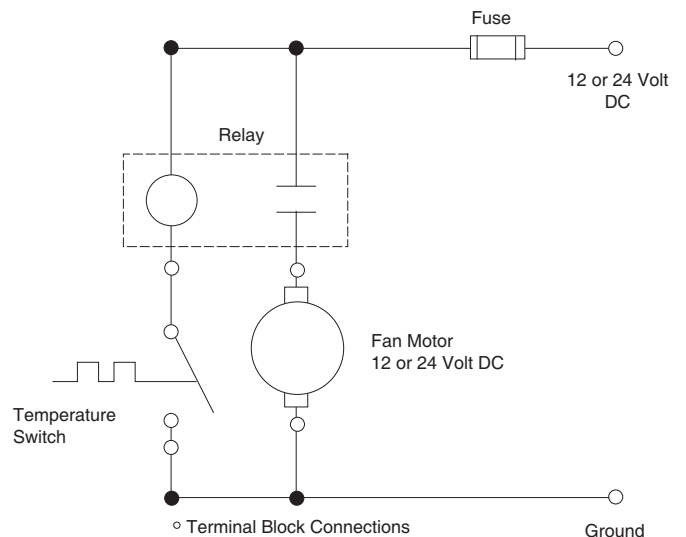 Fuse
12 or 24 Volt
DC
Relay
Fan Motor
12 or 24 Volt DC
Temperature
Switch
Terminal Block Connections
Ground